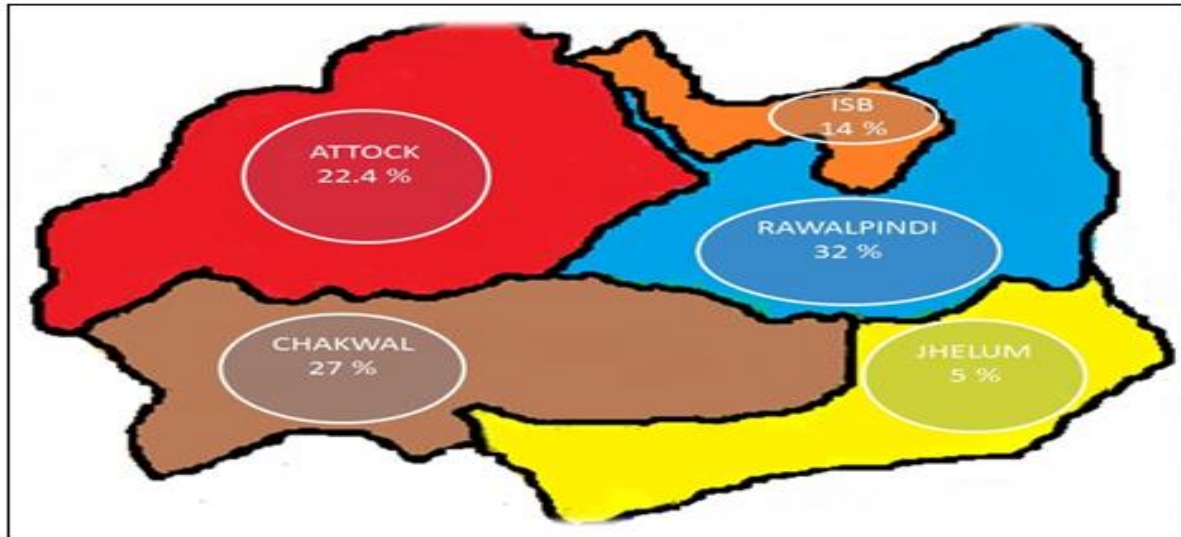 ISB
14 %
ATTOCK
22.4 %
RAWALPINDI
32 %
CHAKWAL
27 %
JHELUM
5 %